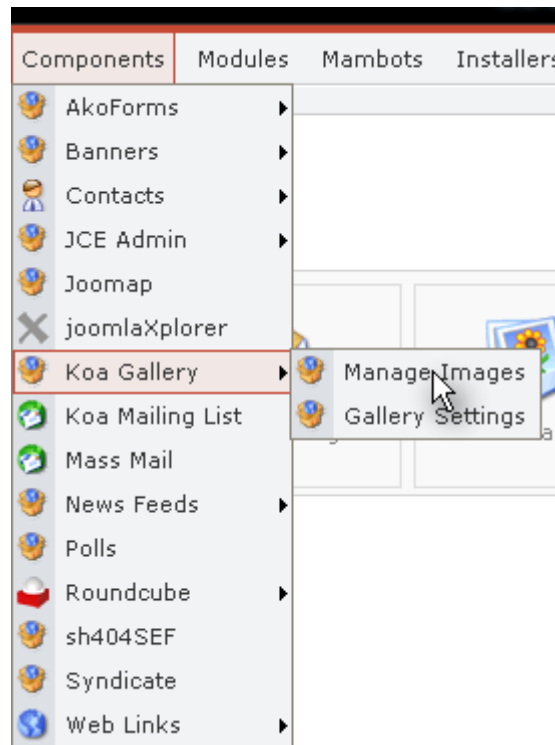 Components Modules Mambots Installers
AkoForms
Banners
Contacts
JCE Admin
Joomap
joomlaXplorer
Koa Gallery
Manage Images
Koa Mailing List
Gallery Settings
Mass Mail
News Feeds
Polls
Roundcube
sh404SEF
Syndicate
Web Links